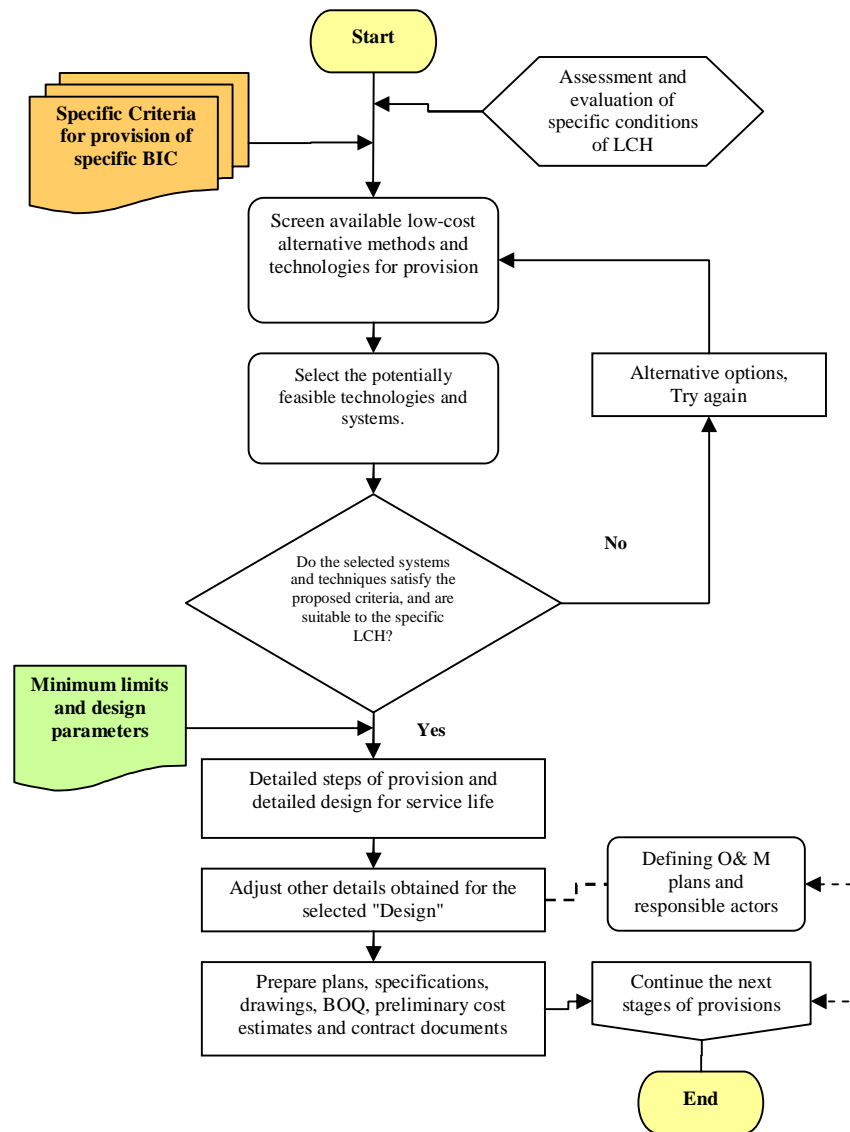 Start
Assessment and
evaluation of
specific conditions
of LCH
Specific Criteria
for provision of
specific BIC
Screen available low-cost
alternative methods and
technologies for provision
Select the potentially
feasible technologies and
systems.
Alternative options,
Try again
No
Do the selected systems
and techniques satisfy the
proposed criteria, and are
suitable to the specific
LCH?
Minimum limits
and design
parameters
Yes
Detailed steps of provision and
detailed design for service life
Adjust other details obtained for the
selected "Design"
Defining O& M
plans and
responsible actors
Prepare plans, specifications,
drawings, BOQ, preliminary cost
estimates and contract documents
Continue the next
stages of provisions
End